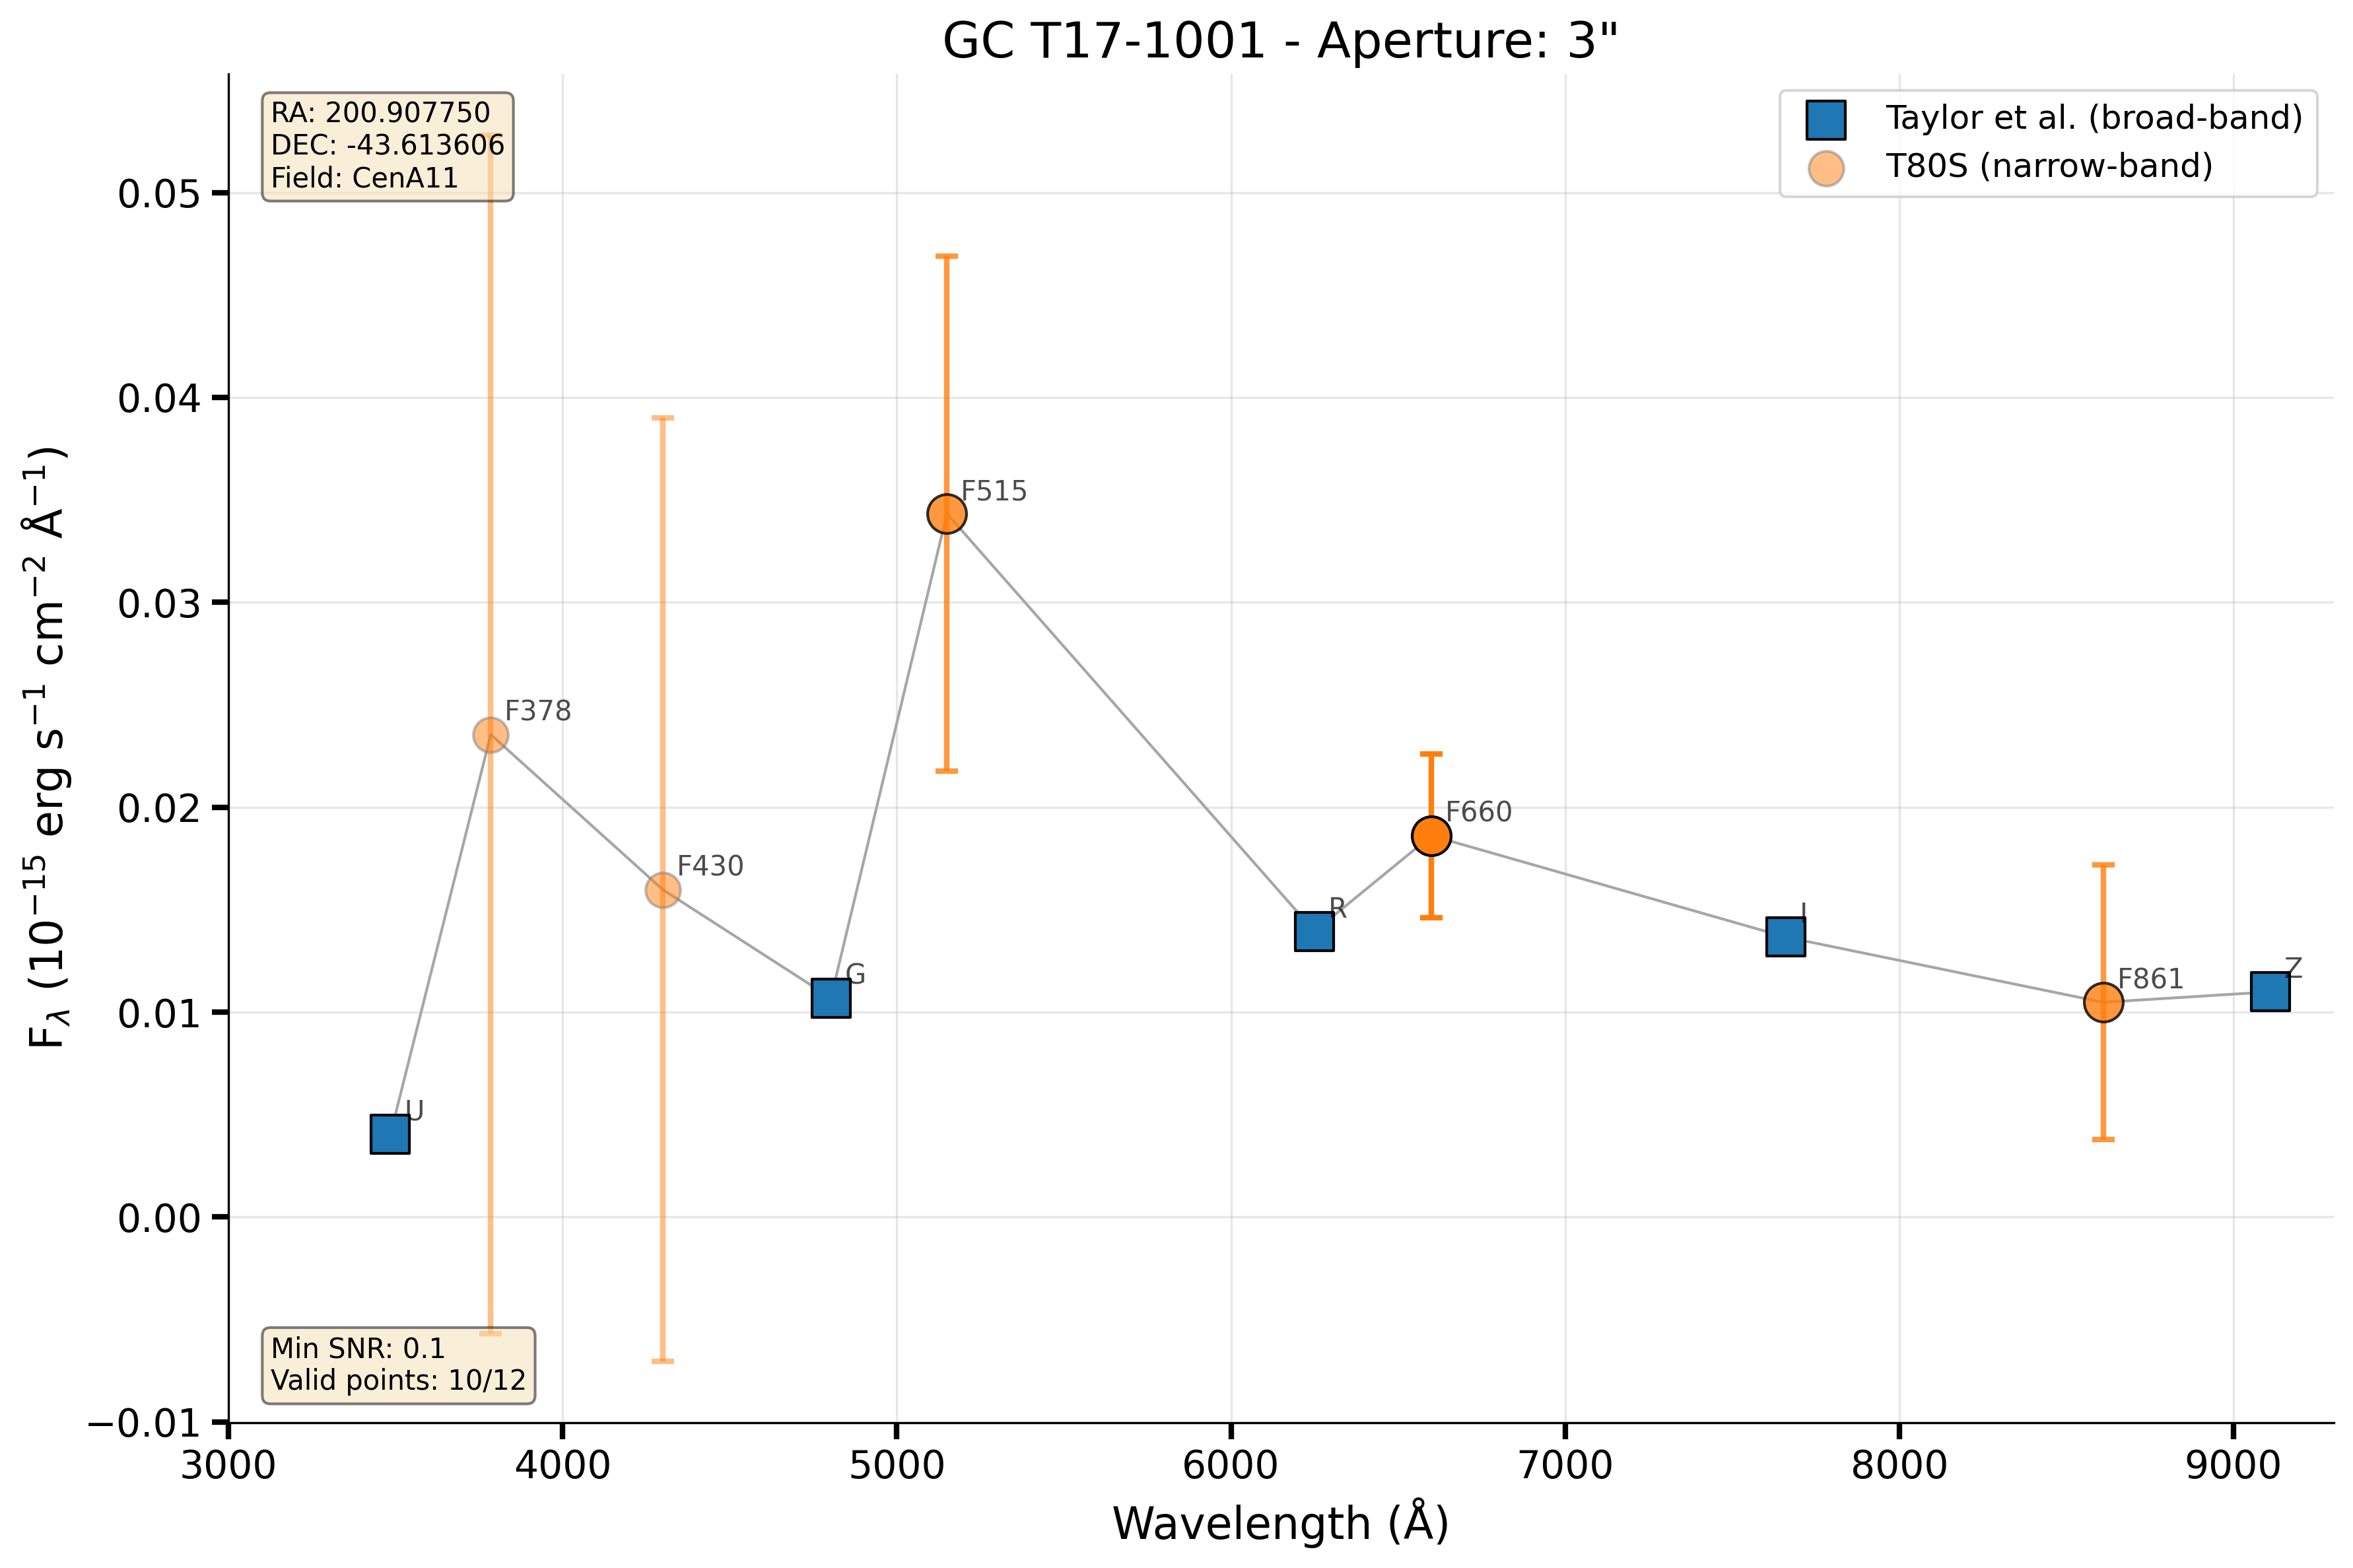 GC T17-1001 - Aperture: 3"
RA: 200.907750
DEC: -43.613606
Field: CenA11
Taylor et al. (broad-band)
T80S (narrow-band)
0.05
0.04
0.03
0.02
0.01
0.00
−0.01
F_λ (10⁻¹⁵ erg s⁻¹ cm⁻² Å⁻¹)
U
F378
F430
G
F515
R
F660
I
F861
Z
Min SNR: 0.1
Valid points: 10/12
3000 4000 5000 6000 7000 8000 9000
Wavelength (Å)